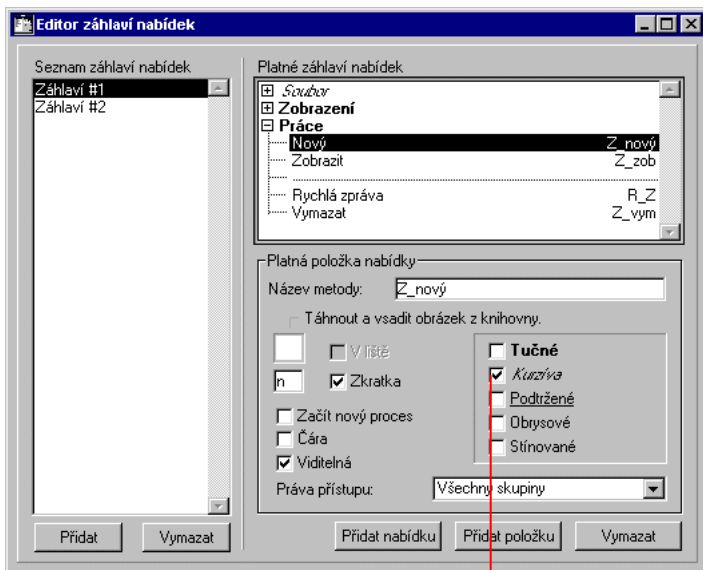 Editor záhlaví nabídek
Seznam záhlaví nabídek
Záhlaví #1
Záhlaví #2
Přidat
Vymazat
Platné záhlaví nabídek
Soubor
Zobrazení
Práce
Nový Z_nový
Zobrazit Z_zob
Rychlá zpráva R_Z
Vymazat Z_vym
Platná položka nabídky
Název metody: Z_nový
Táhnout a vsadit obrázek z knihovny.
V liště
n Zkratka
Začít nový proces
Čára
Viditelná
Tučné
Kurzíva
Podtržené
Obrysové
Stínované
Práva přístupu: Všechny skupiny
Přidat nabídku
Přidat položku
Vymazat